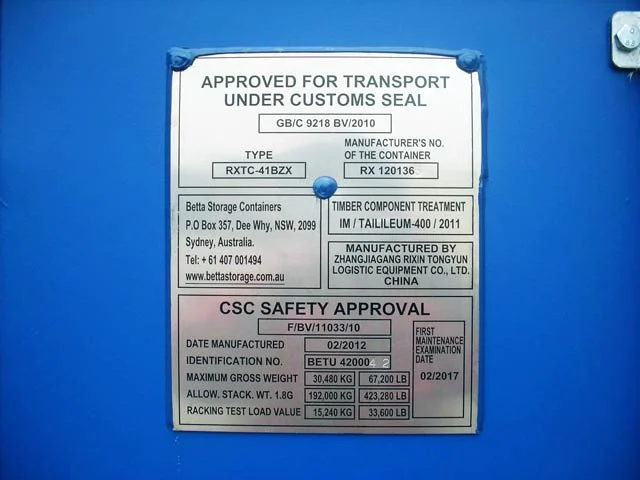 APPROVED FOR TRANSPORT
UNDER CUSTOMS SEAL
GB/C 9218 BV/2010
TYPE
RXTC-41BZX
MANUFACTURER'S NO.
OF THE CONTAINER
RX 120136
Betta Storage Containers
P.O Box 357, Dee Why, NSW, 2099
Sydney, Australia.
Tel: + 61 407 001494
www.bettastorage.com.au
TIMBER COMPONENT TREATMENT
IM / TAILILEUM-400 / 2011
MANUFACTURED BY
ZHANGJIAGANG RIXIN TONGYUN
LOGISTIC EQUIPMENT CO., LTD.
CHINA
CSC SAFETY APPROVAL
F/BV/11033/10
DATE MANUFACTURED 02/2012
IDENTIFICATION NO. BETU 420004 2
MAXIMUM GROSS WEIGHT 30,480 KG 67,200 LB
ALLOW. STACK. WT. 1.8G 192,000 KG 423,280 LB
RACKING TEST LOAD VALUE 15,240 KG 33,600 LB
FIRST
MAINTENANCE
EXAMINATION
DATE
02/2017